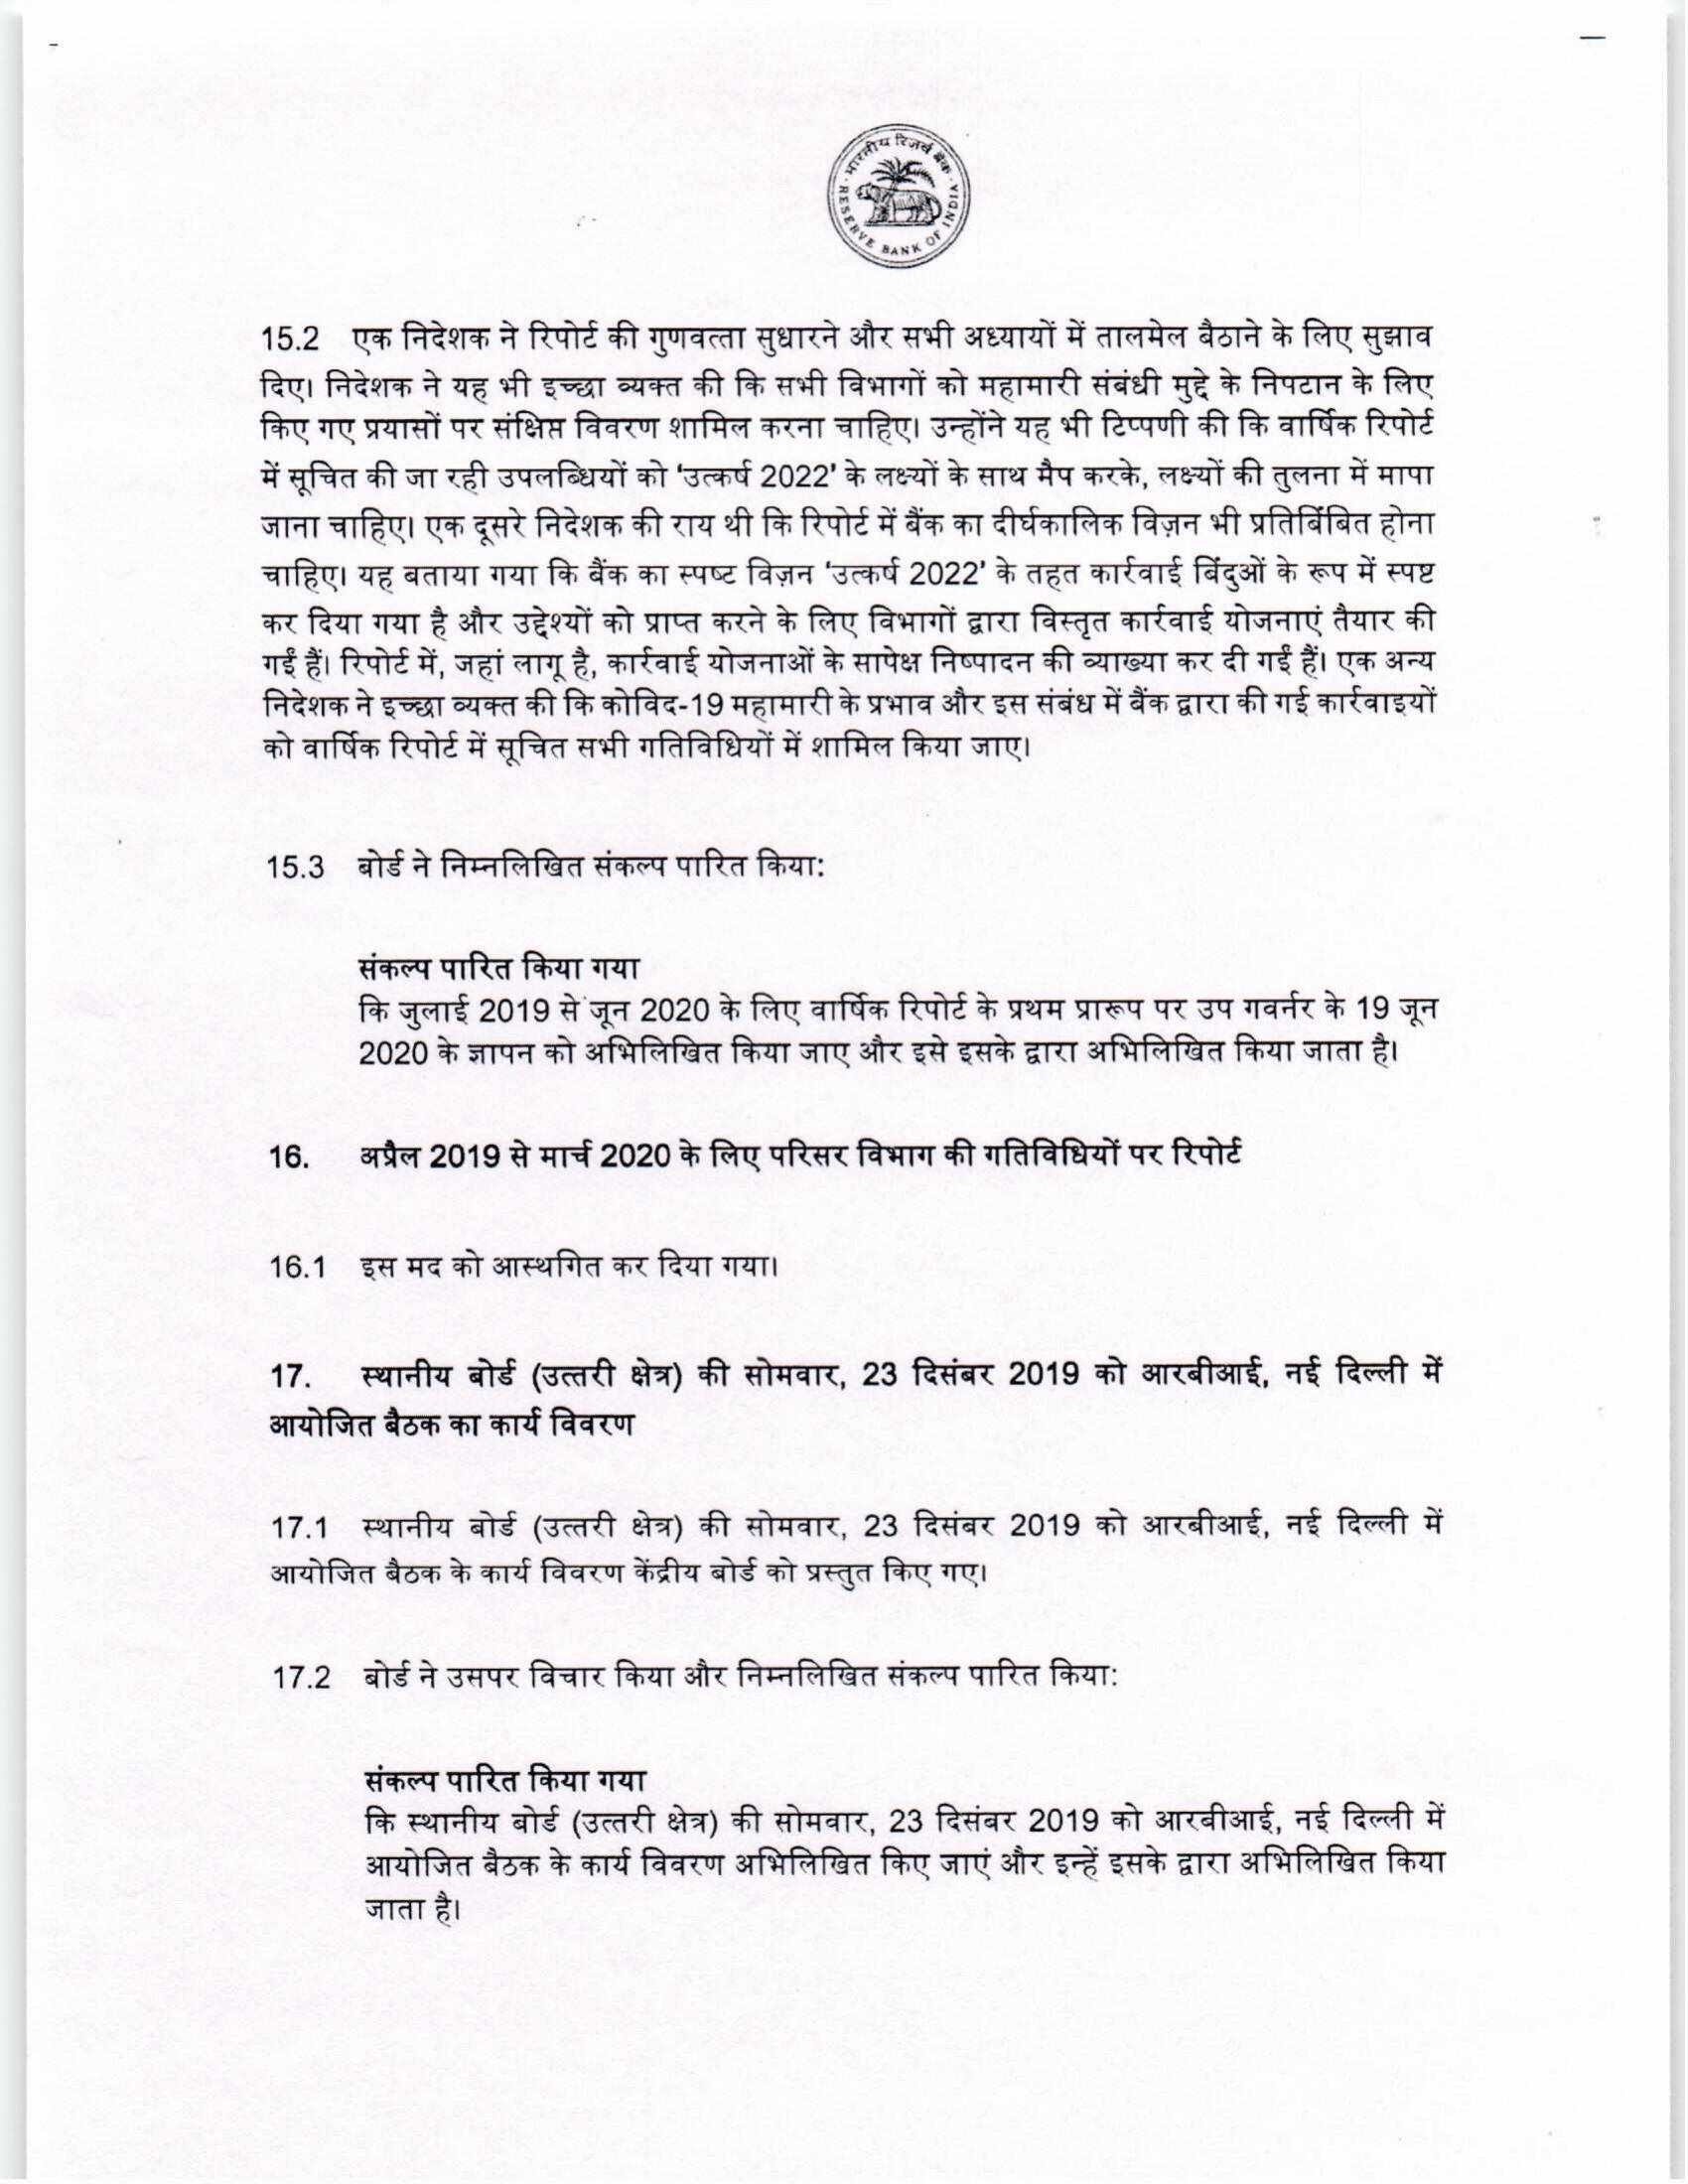 भारतीय रिज़र्व बैंक
RESERVE BANK OF INDIA
15.2 एक निदेशक ने रिपोर्ट की गुणवत्ता सुधारने और सभी अध्यायों में तालमेल बैठाने के लिए सुझाव
दिए। निदेशक ने यह भी इच्छा व्यक्त की कि सभी विभागों को महामारी संबंधी मुद्दे के निपटान के लिए
किए गए प्रयासों पर संक्षिप्त विवरण शामिल करना चाहिए। उन्होंने यह भी टिप्पणी की कि वार्षिक रिपोर्ट
में सूचित की जा रही उपलब्धियों को 'उत्कर्ष 2022' के लक्ष्यों के साथ मैप करके, लक्ष्यों की तुलना में मापा
जाना चाहिए। एक दूसरे निदेशक की राय थी कि रिपोर्ट में बैंक का दीर्घकालिक विज़न भी प्रतिबिंबित होना
चाहिए। यह बताया गया कि बैंक का स्पष्ट विज़न 'उत्कर्ष 2022' के तहत कार्रवाई बिंदुओं के रूप में स्पष्ट
कर दिया गया है और उद्देश्यों को प्राप्त करने के लिए विभागों द्वारा विस्तृत कार्रवाई योजनाएं तैयार की
गईं हैं। रिपोर्ट में, जहां लागू है, कार्रवाई योजनाओं के सापेक्ष निष्पादन की व्याख्या कर दी गईं हैं। एक अन्य
निदेशक ने इच्छा व्यक्त की कि कोविद-19 महामारी के प्रभाव और इस संबंध में बैंक द्वारा की गई कार्रवाइयों
को वार्षिक रिपोर्ट में सूचित सभी गतिविधियों में शामिल किया जाए।
15.3 बोर्ड ने निम्नलिखित संकल्प पारित किया:
संकल्प पारित किया गया
कि जुलाई 2019 से जून 2020 के लिए वार्षिक रिपोर्ट के प्रथम प्रारूप पर उप गवर्नर के 19 जून
2020 के ज्ञापन को अभिलिखित किया जाए और इसे इसके द्वारा अभिलिखित किया जाता है।
16. अप्रैल 2019 से मार्च 2020 के लिए परिसर विभाग की गतिविधियों पर रिपोर्ट
16.1 इस मद को आस्थगित कर दिया गया।
17. स्थानीय बोर्ड (उत्तरी क्षेत्र) की सोमवार, 23 दिसंबर 2019 को आरबीआई, नई दिल्ली में
आयोजित बैठक का कार्य विवरण
17.1 स्थानीय बोर्ड (उत्तरी क्षेत्र) की सोमवार, 23 दिसंबर 2019 को आरबीआई, नई दिल्ली में
आयोजित बैठक के कार्य विवरण केंद्रीय बोर्ड को प्रस्तुत किए गए।
17.2 बोर्ड ने उसपर विचार किया और निम्नलिखित संकल्प पारित किया:
संकल्प पारित किया गया
कि स्थानीय बोर्ड (उत्तरी क्षेत्र) की सोमवार, 23 दिसंबर 2019 को आरबीआई, नई दिल्ली में
आयोजित बैठक के कार्य विवरण अभिलिखित किए जाएं और इन्हें इसके द्वारा अभिलिखित किया
जाता है।